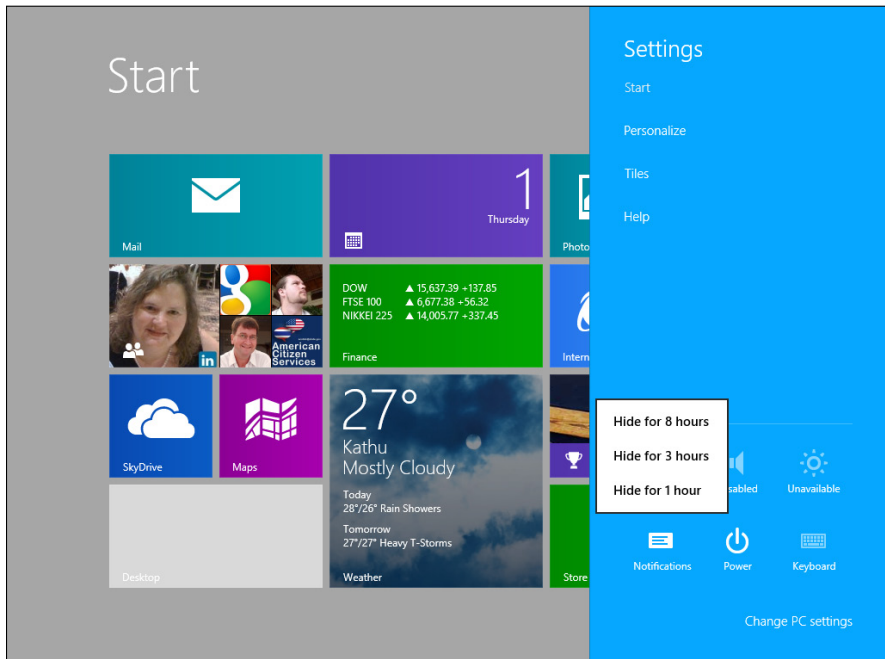 Start
Mail
1
Thursday
Photo
in
American
Citizen
Services
DOW ▲ 15,637.39 +137.85
FTSE 100 ▲ 6,677.38 +56.32
NIKKEI 225 ▲ 14,005.77 +337.45
Finance
Intern
SkyDrive
Maps
27°
Kathu
Mostly Cloudy
Today
28°/26° Rain Showers
Tomorrow
27°/27° Heavy T-Storms
Weather
Desktop
Store
Settings
Start
Personalize
Tiles
Help
Hide for 8 hours
Hide for 3 hours
Hide for 1 hour
sabled
Unavailable
Notifications
Power
Keyboard
Change PC settings